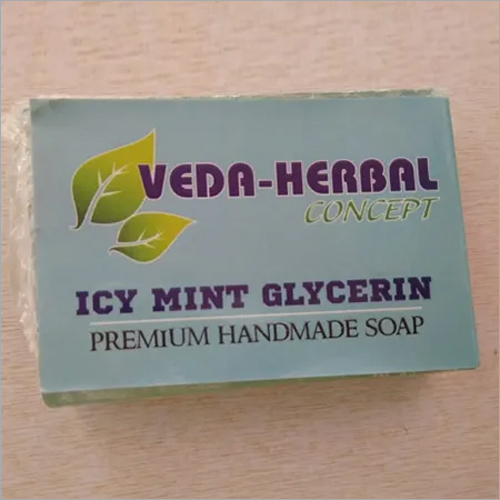 VEDA-HERBAL
CONCEPT
ICY MINT GLYCERIN
PREMIUM HANDMADE SOAP